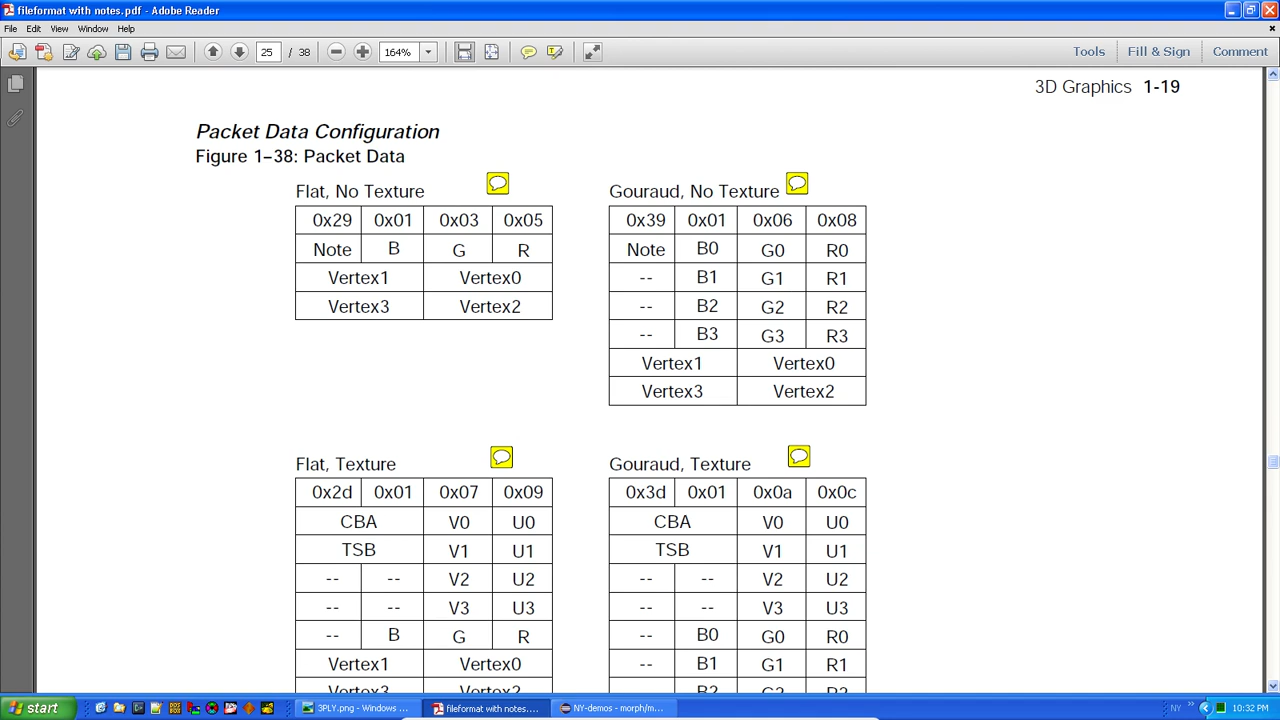 fileformat with notes.pdf - Adobe Reader
File Edit View Window Help
25 / 38 164% Tools Fill & Sign Comment
3D Graphics 1-19
Packet Data Configuration
Figure 1–38: Packet Data
Flat, No Texture
0x29 0x01 0x03 0x05
Note B G R
Vertex1 Vertex0
Vertex3 Vertex2
Gouraud, No Texture
0x39 0x01 0x06 0x08
Note B0 G0 R0
-- B1 G1 R1
-- B2 G2 R2
-- B3 G3 R3
Vertex1 Vertex0
Vertex3 Vertex2
Flat, Texture
0x2d 0x01 0x07 0x09
CBA V0 U0
TSB V1 U1
-- -- V2 U2
-- -- V3 U3
-- B G R
Vertex1 Vertex0
Vertex3 Vertex2
Gouraud, Texture
0x3d 0x01 0x0a 0x0c
CBA V0 U0
TSB V1 U1
-- -- V2 U2
-- -- V3 U3
-- B0 G0 R0
-- B1 G1 R1
-- B2 G2 R2
start 3PLY.png - Windows ... fileformat with notes.... NY-demos - morph/m... NY 10:32 PM